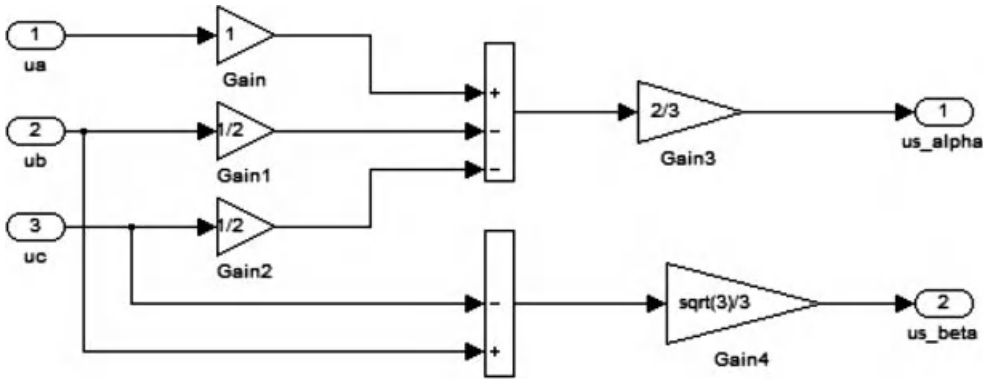 1
ua
1
Gain
2
ub
1/2
Gain1
3
uc
1/2
Gain2
+
−
−
2/3
Gain3
1
us_alpha
−
+
sqrt(3)/3
Gain4
2
us_beta